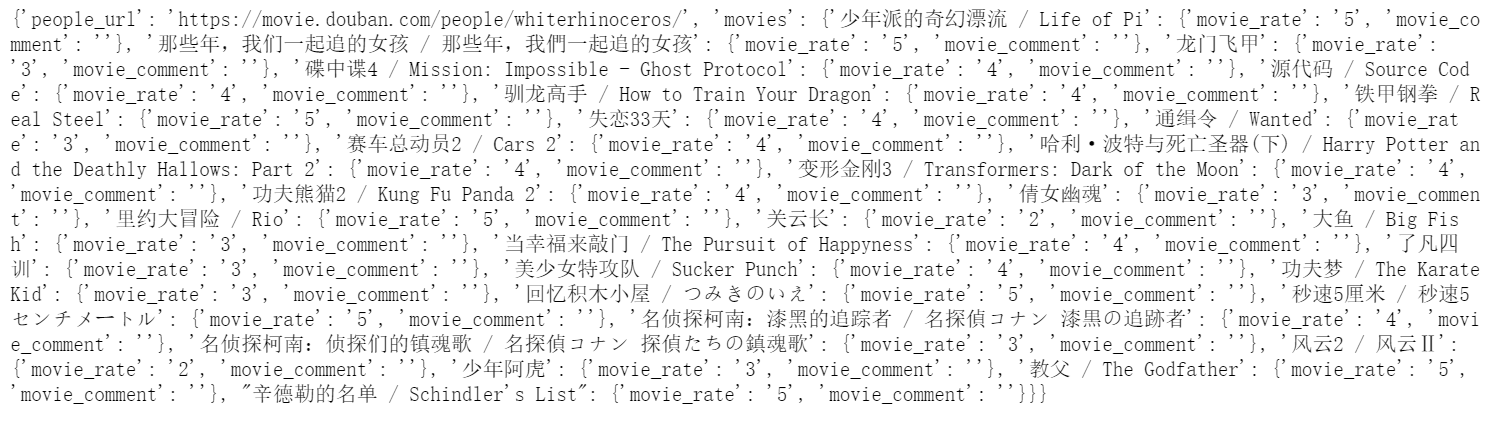 {'people_url': 'https://movie.douban.com/people/whiterhinoceros/', 'movies': {'少年派的奇幻漂流 / Life of Pi': {'movie_rate': '5', 'movie_co
mment': ''}, '那些年，我们一起追的女孩 / 那些年，我們一起追的女孩': {'movie_rate': '5', 'movie_comment': ''}, '龙门飞甲': {'movie_rate':
'3', 'movie_comment': ''}, '碟中谍4 / Mission: Impossible - Ghost Protocol': {'movie_rate': '4', 'movie_comment': ''}, '源代码 / Source Cod
e': {'movie_rate': '4', 'movie_comment': ''}, '驯龙高手 / How to Train Your Dragon': {'movie_rate': '4', 'movie_comment': ''}, '铁甲钢拳 / R
eal Steel': {'movie_rate': '5', 'movie_comment': ''}, '失恋33天': {'movie_rate': '4', 'movie_comment': ''}, '通缉令 / Wanted': {'movie_rat
e': '3', 'movie_comment': ''}, '赛车总动员2 / Cars 2': {'movie_rate': '4', 'movie_comment': ''}, '哈利·波特与死亡圣器(下) / Harry Potter an
d the Deathly Hallows: Part 2': {'movie_rate': '4', 'movie_comment': ''}, '变形金刚3 / Transformers: Dark of the Moon': {'movie_rate': '4',
'movie_comment': ''}, '功夫熊猫2 / Kung Fu Panda 2': {'movie_rate': '4', 'movie_comment': ''}, '倩女幽魂': {'movie_rate': '3', 'movie_commen
t': ''}, '里约大冒险 / Rio': {'movie_rate': '5', 'movie_comment': ''}, '关云长': {'movie_rate': '2', 'movie_comment': ''}, '大鱼 / Big Fis
h': {'movie_rate': '3', 'movie_comment': ''}, '当幸福来敲门 / The Pursuit of Happyness': {'movie_rate': '4', 'movie_comment': ''}, '了凡四
训': {'movie_rate': '3', 'movie_comment': ''}, '美少女特攻队 / Sucker Punch': {'movie_rate': '4', 'movie_comment': ''}, '功夫梦 / The Karate
Kid': {'movie_rate': '3', 'movie_comment': ''}, '回忆积木小屋 / つみきのいえ': {'movie_rate': '5', 'movie_comment': ''}, '秒速5厘米 / 秒速5
センチメートル': {'movie_rate': '5', 'movie_comment': ''}, '名侦探柯南：漆黑的追踪者 / 名探偵コナン 漆黒の追跡者': {'movie_rate': '4', 'movi
e_comment': ''}, '名侦探柯南：侦探们的镇魂歌 / 名探偵コナン 探偵たちの鎮魂歌': {'movie_rate': '3', 'movie_comment': ''}, '风云2 / 风云Ⅱ':
{'movie_rate': '2', 'movie_comment': ''}, '少年阿虎': {'movie_rate': '3', 'movie_comment': ''}, '教父 / The Godfather': {'movie_rate': '5',
'movie_comment': ''}, "辛德勒的名单 / Schindler's List": {'movie_rate': '5', 'movie_comment': ''}}}